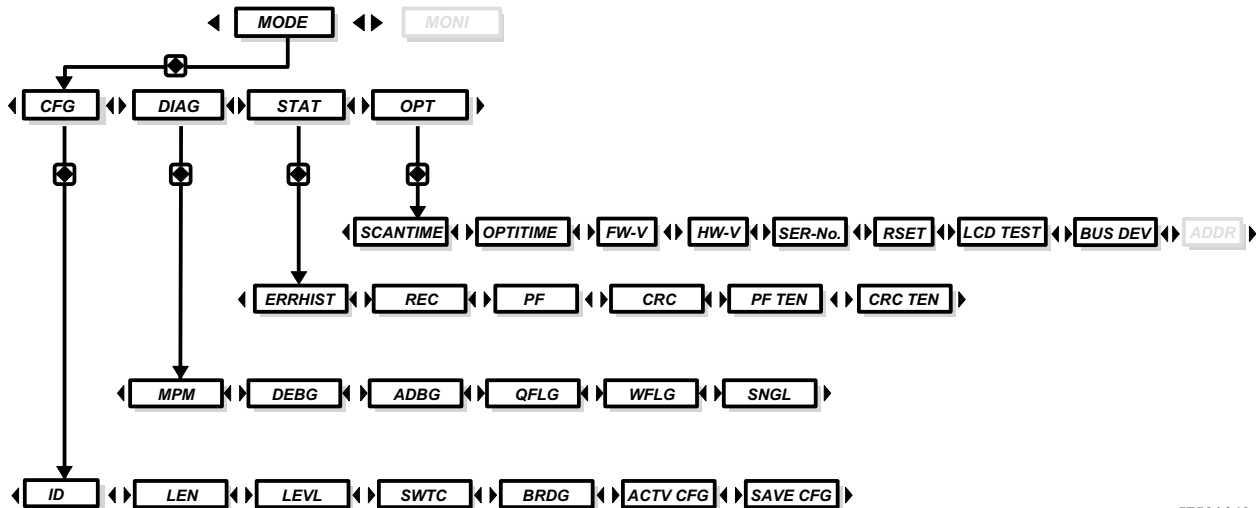 MODE MONI
CFG DIAG STAT OPT
SCANTIME OPTITIME FW-V HW-V SER-No. RSET LCD TEST BUS DEV ADDR
ERRHIST REC PF CRC PF TEN CRC TEN
MPM DEBG ADBG QFLG WFLG SNGL
ID LEN LEVL SWTC BRDG ACTV CFG SAVE CFG